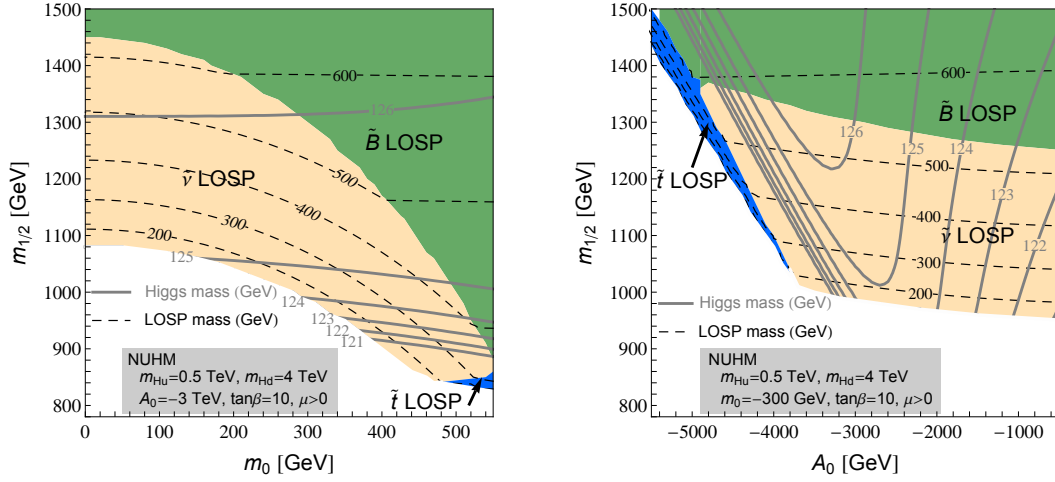 1500
1400
1300
1200
1100
1000
900
800
m1/2 [GeV]
0
100
200
300
400
500
m0 [GeV]
600
126
B̃ LOSP
ν̃ LOSP
500
400
300
200
125
124
123
122
121
Higgs mass (GeV)
LOSP mass (GeV)
NUHM
mHu=0.5 TeV, mHd=4 TeV
A0=−3 TeV, tanβ=10, μ>0
t̃ LOSP
1500
1400
1300
1200
1100
1000
900
800
m1/2 [GeV]
−5000
−4000
−3000
−2000
−1000
A0 [GeV]
600
B̃ LOSP
126
125
124
500
t̃ LOSP
123
400
ν̃ LOSP
122
300
200
Higgs mass (GeV)
LOSP mass (GeV)
NUHM
mHu=0.5 TeV, mHd=4 TeV
m0=−300 GeV, tanβ=10, μ>0